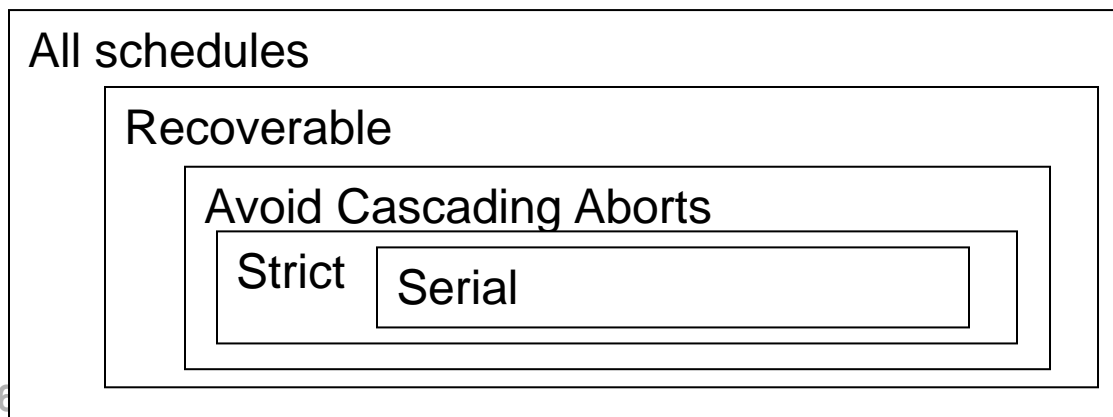 All schedules
Recoverable
Avoid Cascading Aborts
Strict
Serial